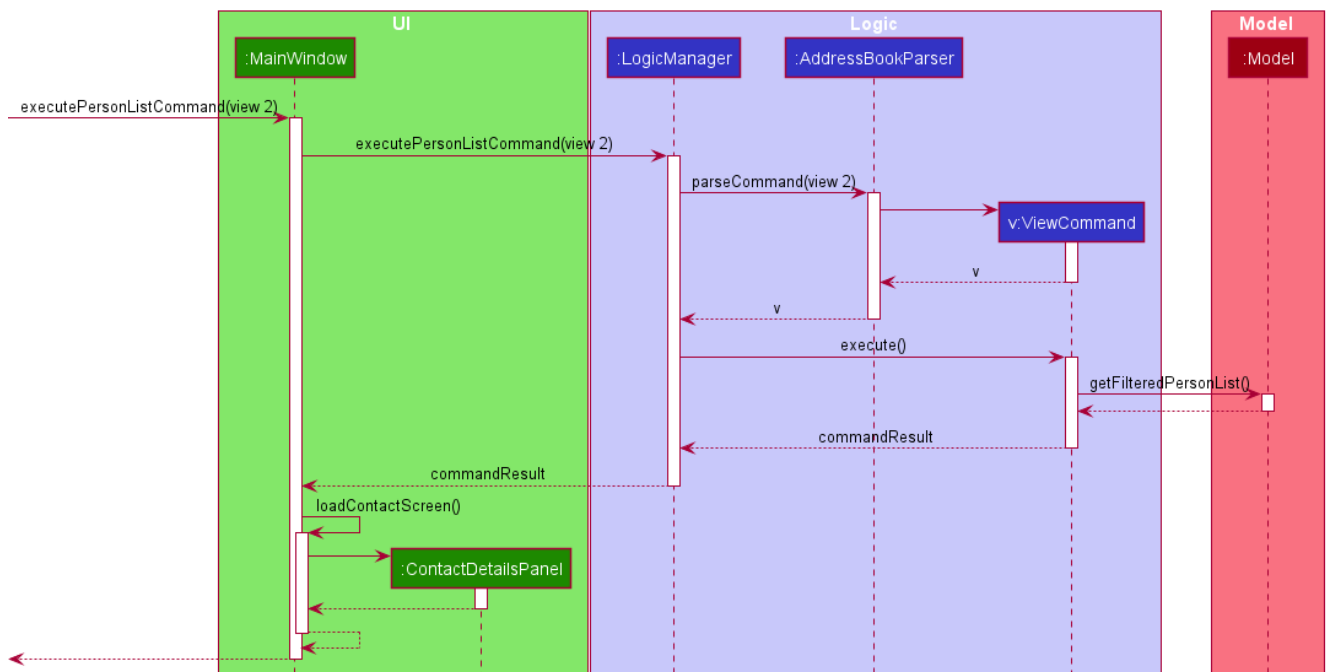 UI
Logic
Model
:MainWindow
:LogicManager
:AddressBookParser
:Model
executePersonListCommand(view 2)
executePersonListCommand(view 2)
parseCommand(view 2)
v:ViewCommand
v
v
execute()
getFilteredPersonList()
commandResult
commandResult
loadContactScreen()
:ContactDetailsPanel